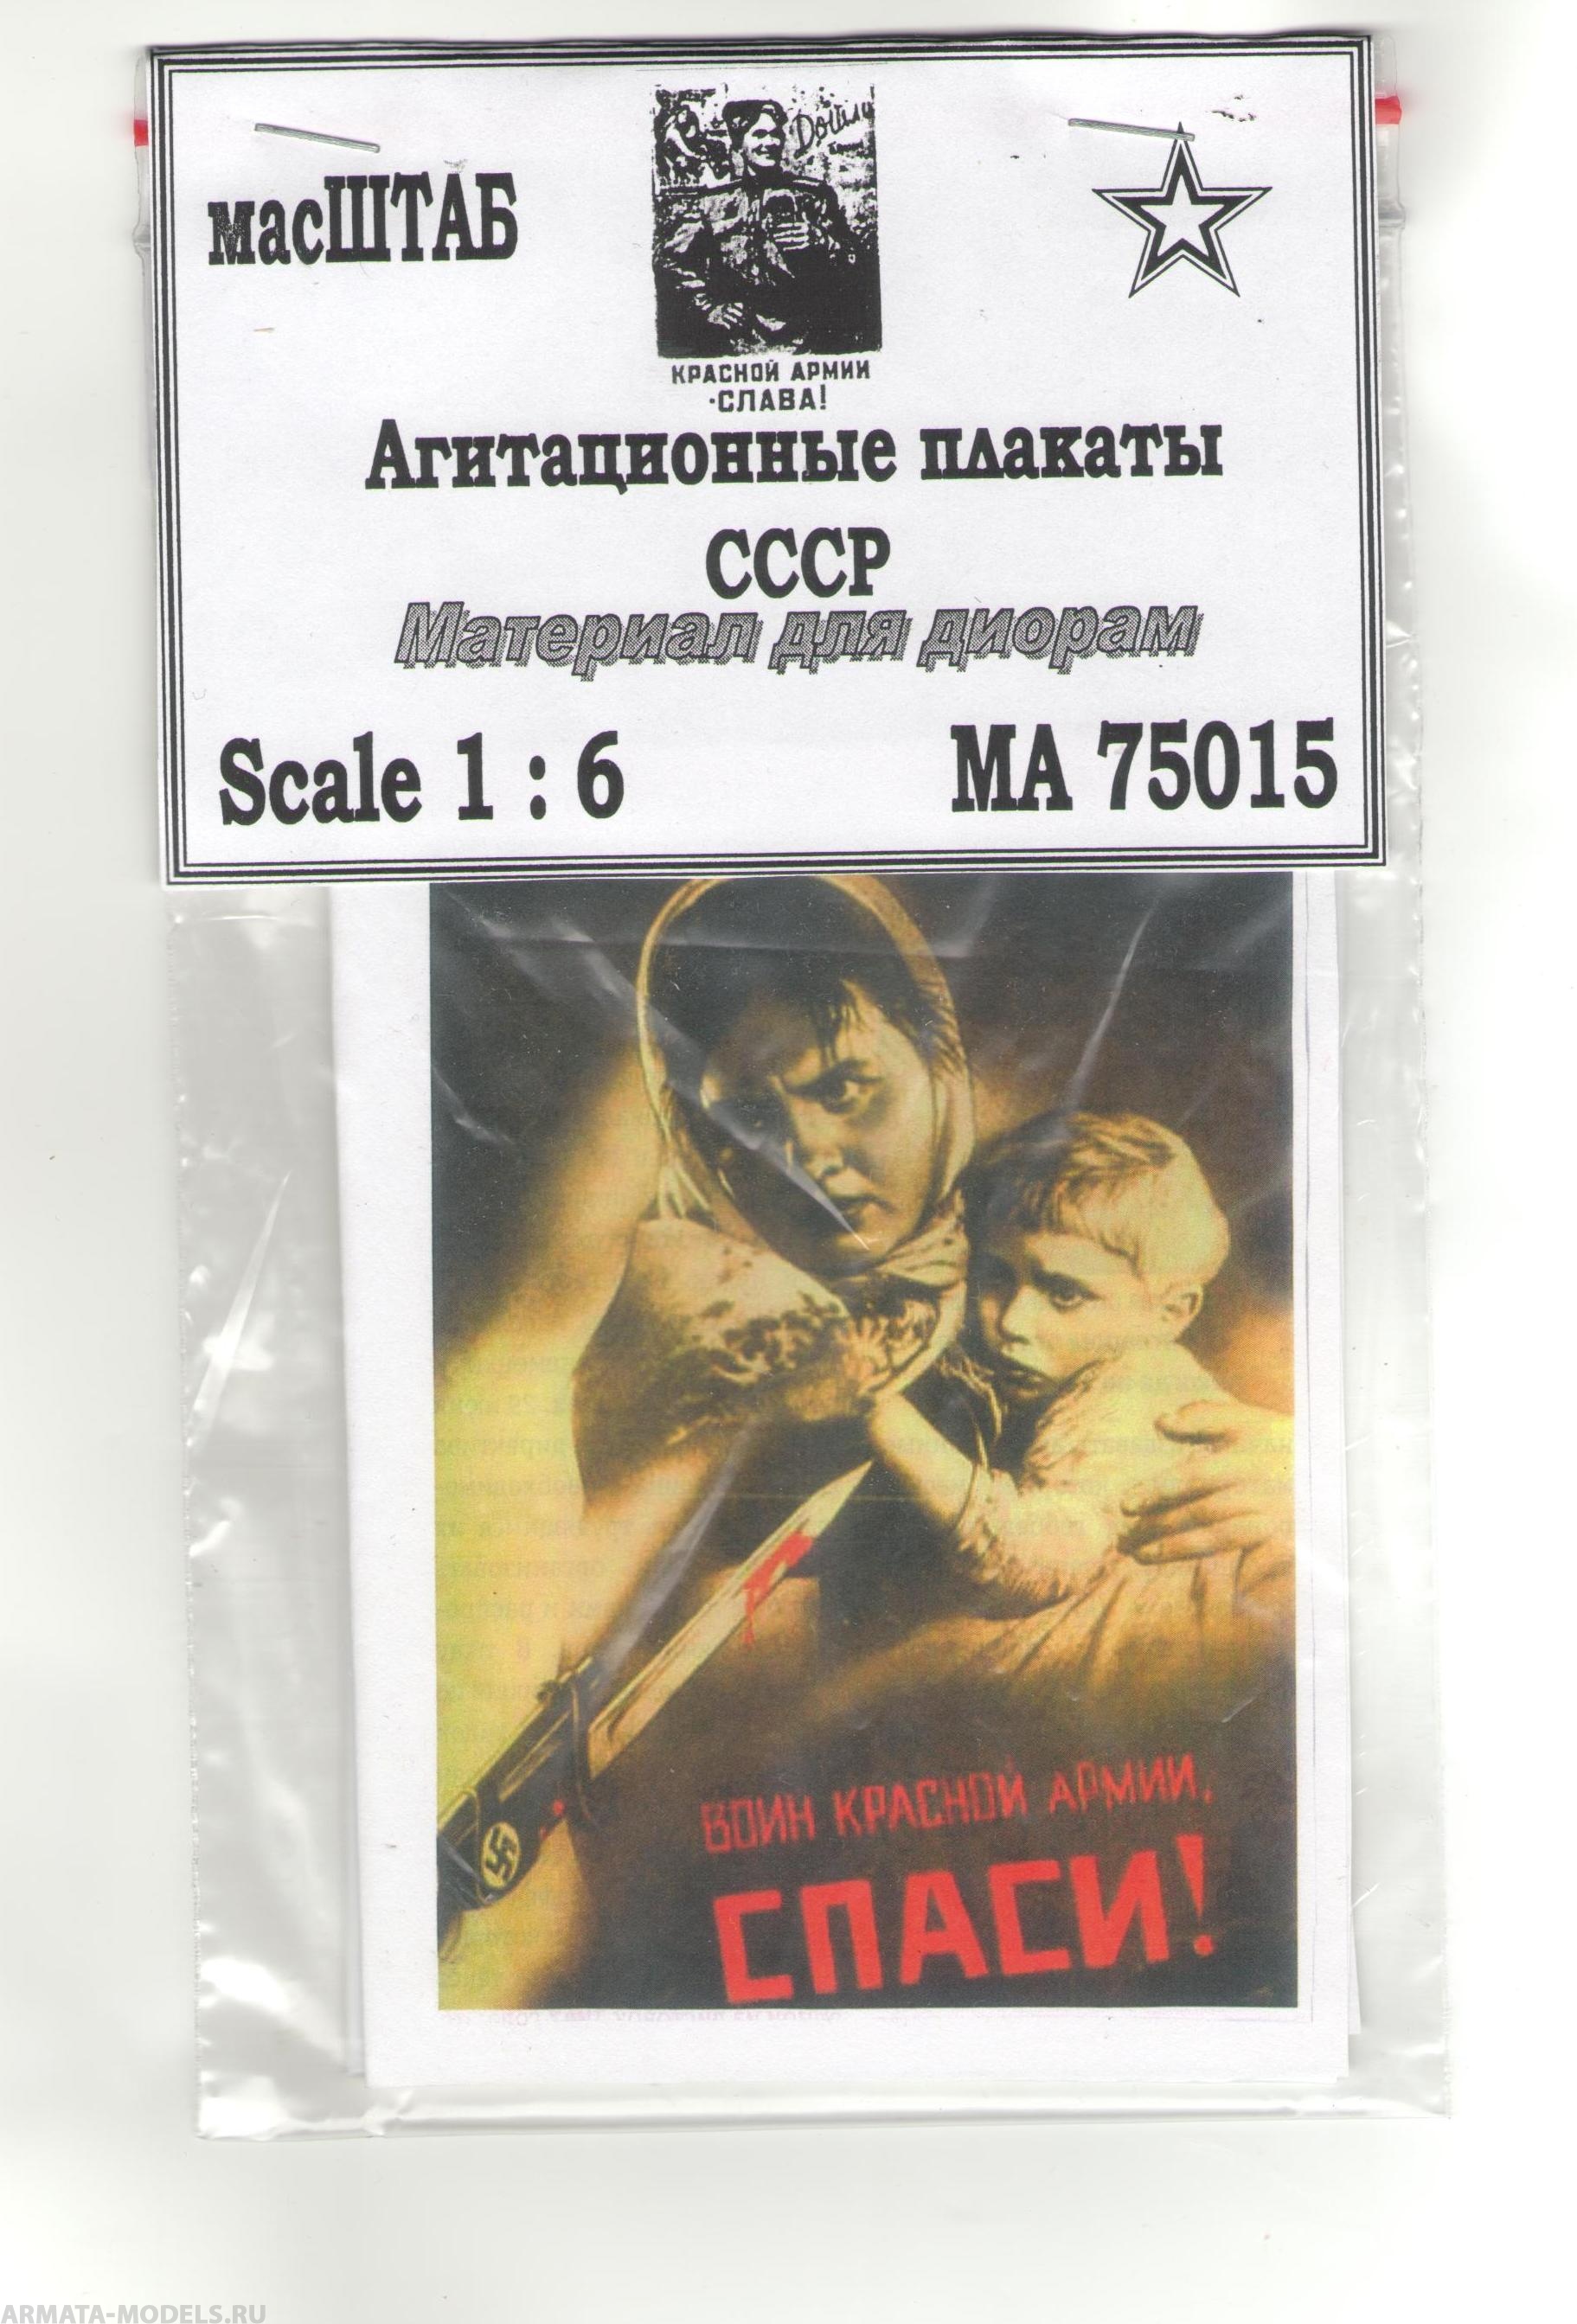 масШТАБ
Дошли
КРАСНОЙ АРМИИ
СЛАВА!
Агитационные плакаты
СССР
Материал для диорам
Scale 1 : 6
МА 75015
ВОИН КРАСНОЙ АРМИИ,
СПАСИ!
ARMATA-MODELS.RU